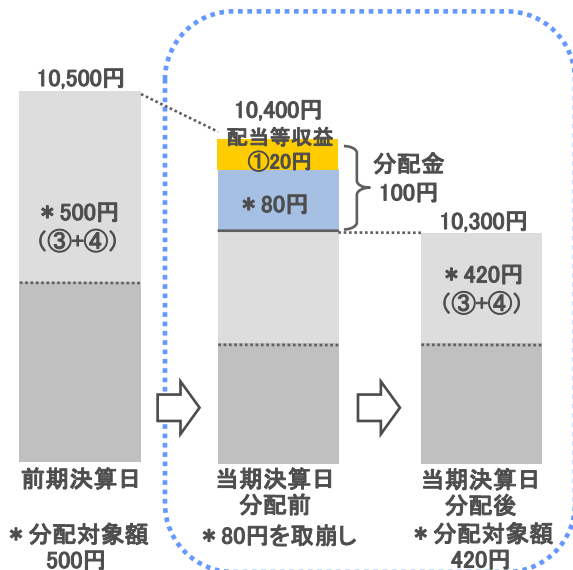 10,500円
＊500円
(③+④)
前期決算日
＊分配対象額
500円
10,400円
配当等収益
①20円
＊80円
分配金
100円
当期決算日
分配前
＊80円を取崩し
10,300円
＊420円
(③+④)
当期決算日
分配後
＊分配対象額
420円